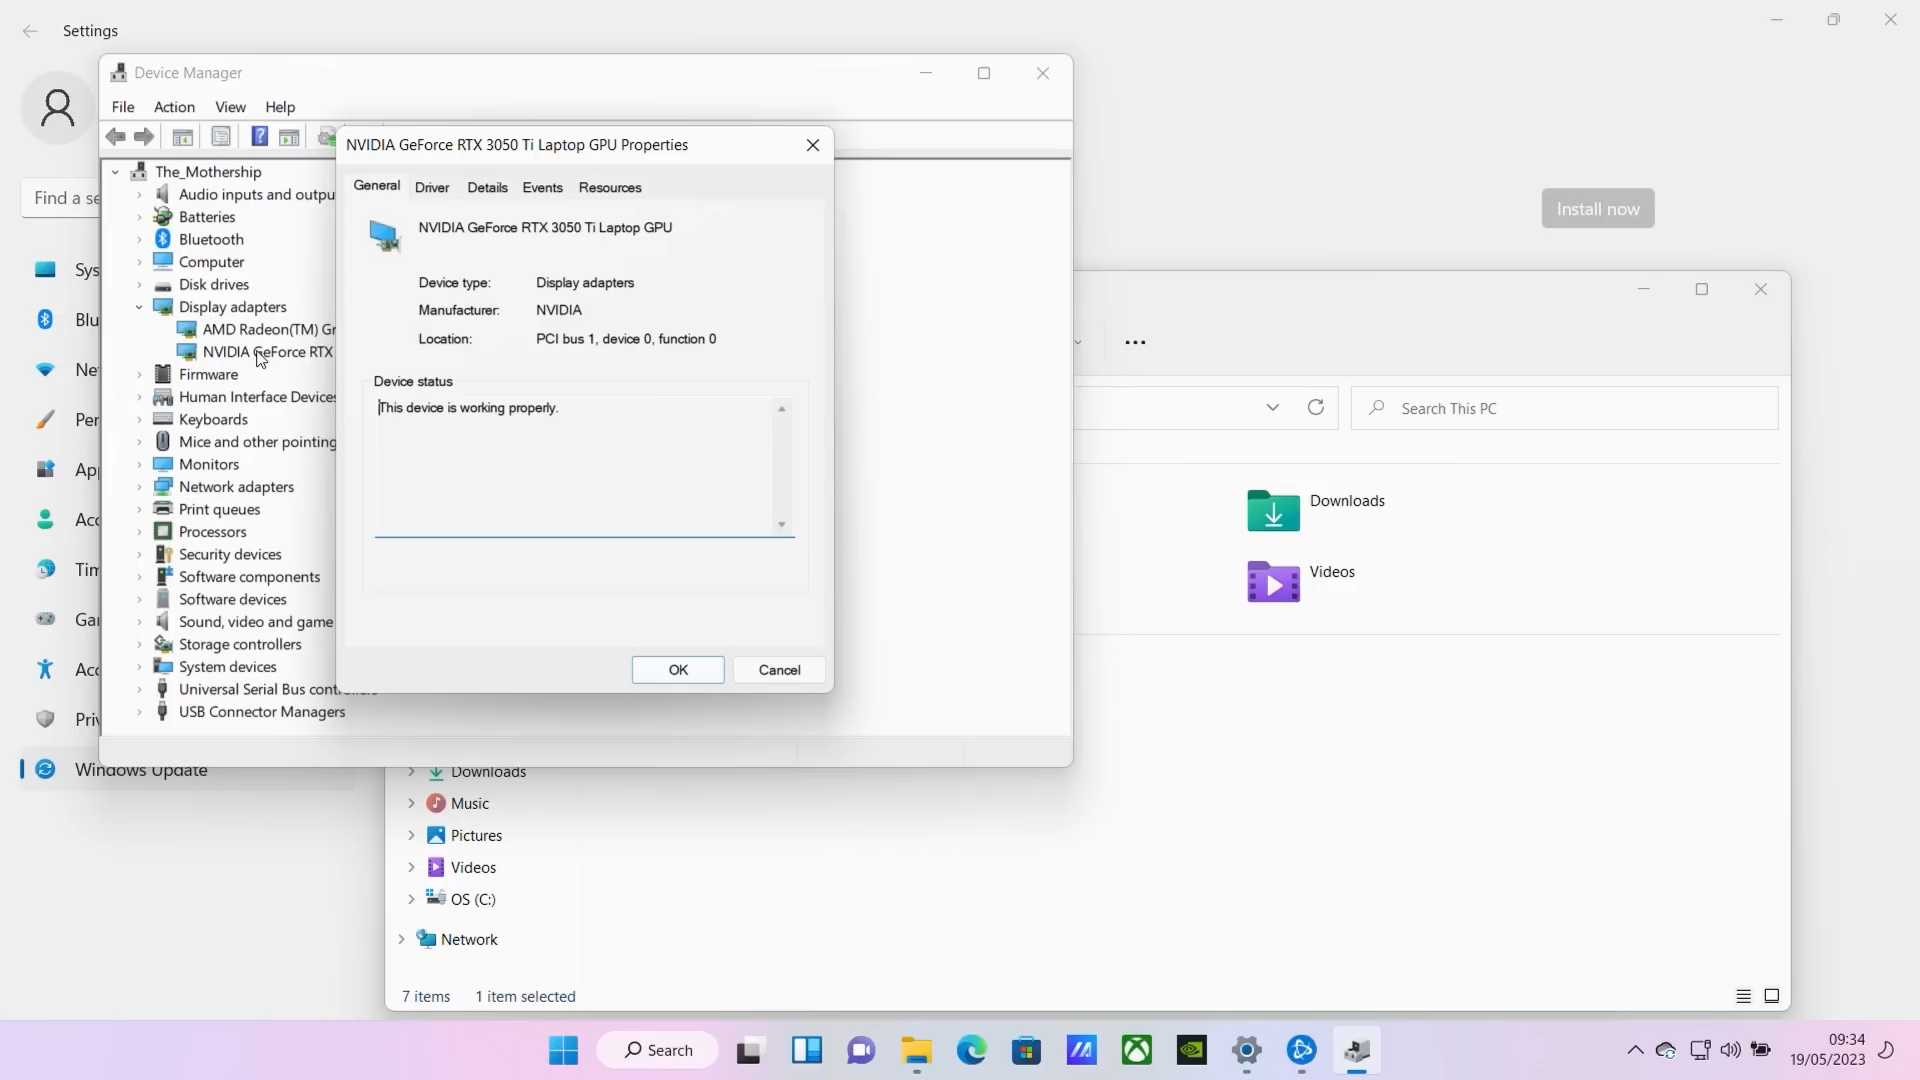 Settings
Device Manager
File Action View Help
NVIDIA GeForce RTX 3050 Ti Laptop GPU Properties
General Driver Details Events Resources
NVIDIA GeForce RTX 3050 Ti Laptop GPU
Device type: Display adapters
Manufacturer: NVIDIA
Location: PCI bus 1, device 0, function 0
Device status
This device is working properly.
OK Cancel
The_Mothership
Audio inputs and outpu
Batteries
Bluetooth
Computer
Disk drives
Display adapters
AMD Radeon(TM) Gr
NVIDIA GeForce RTX
Firmware
Human Interface Devices
Keyboards
Mice and other pointing
Monitors
Network adapters
Print queues
Processors
Security devices
Software components
Software devices
Sound, video and game
Storage controllers
System devices
Universal Serial Bus
USB Connector Managers
Find a se
Sys
Blu
Net
Per
App
Acc
Tim
Gar
Acc
Priv
Windows Update
Install now
Search This PC
Downloads
Videos
Downloads
Music
Pictures
Videos
OS (C:)
Network
7 items 1 item selected
Search
09:34
19/05/2023